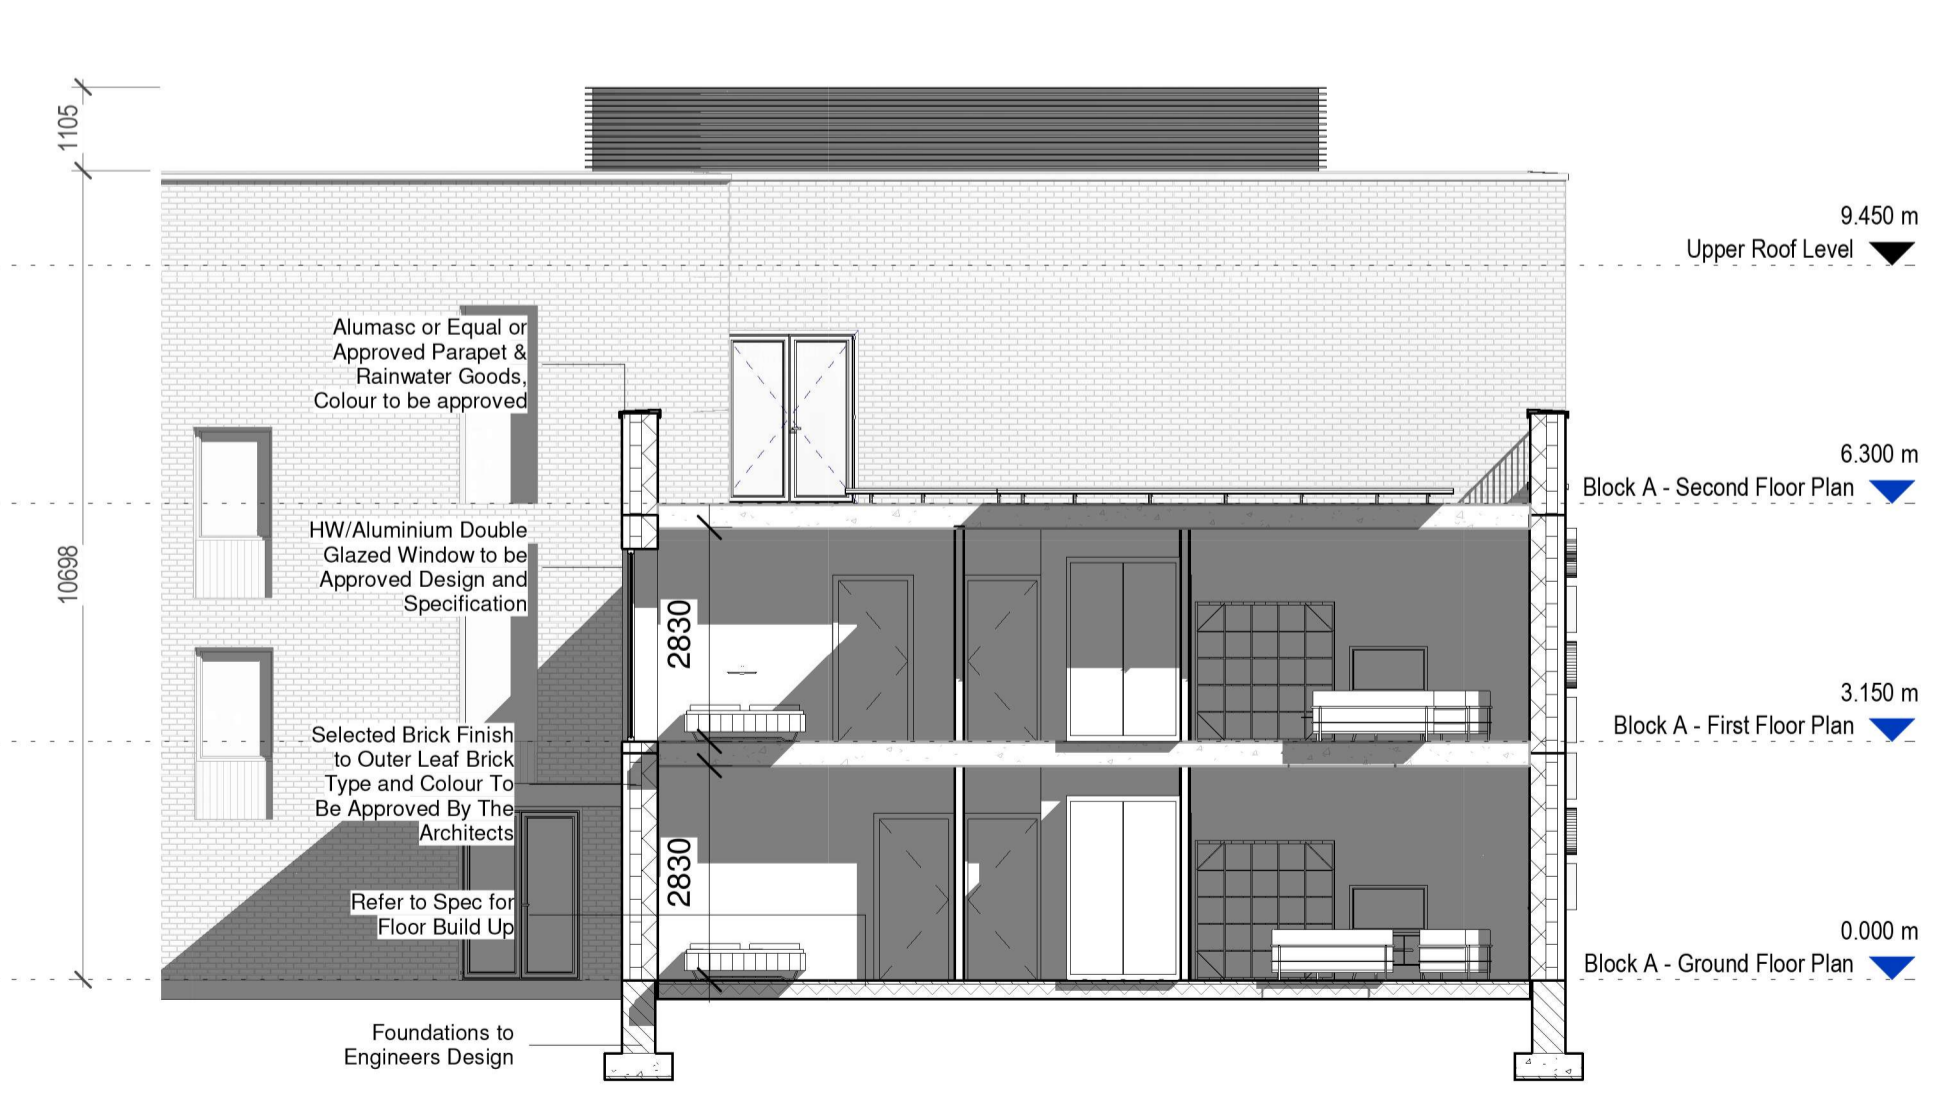 1105
10698
9.450 m
Upper Roof Level
Alumasc or Equal or
Approved Parapet &
Rainwater Goods,
Colour to be approved
6.300 m
Block A - Second Floor Plan
HW/Aluminium Double
Glazed Window to be
Approved Design and
Specification
2830
3.150 m
Block A - First Floor Plan
Selected Brick Finish
to Outer Leaf Brick
Type and Colour To
Be Approved By The
Architects
2830
Refer to Spec for
Floor Build Up
0.000 m
Block A - Ground Floor Plan
Foundations to
Engineers Design